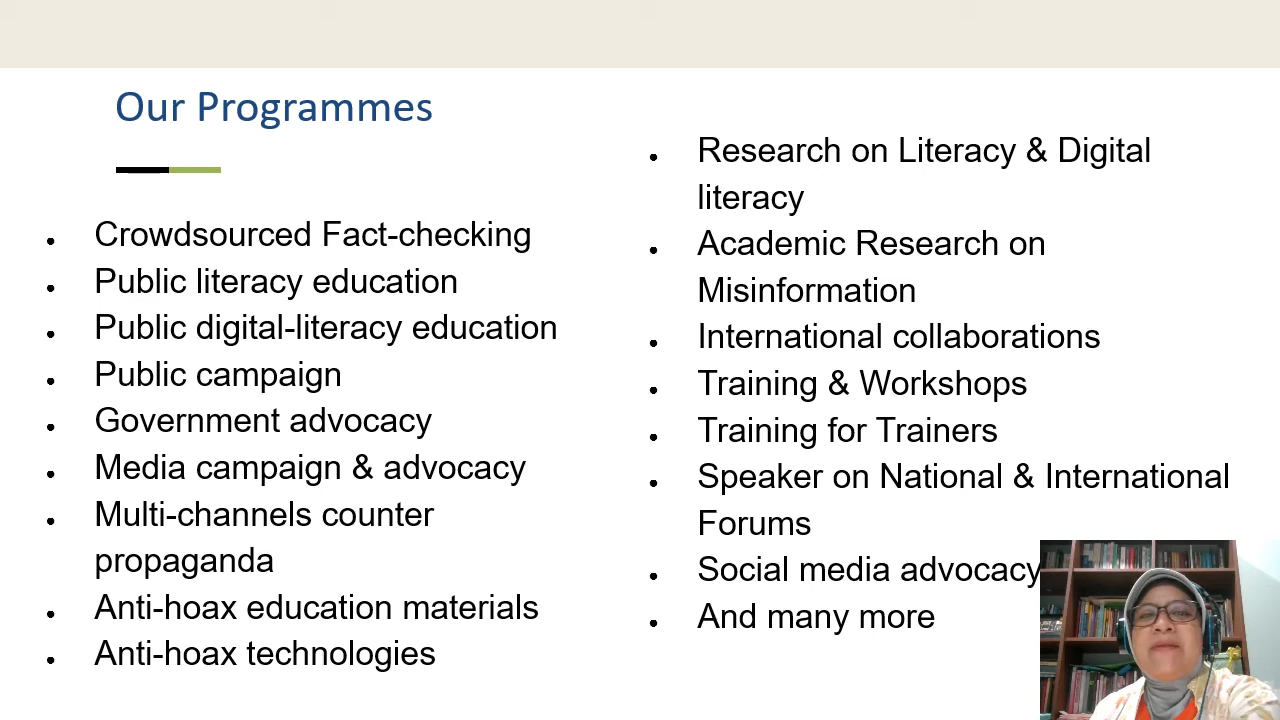 Our Programmes
Crowdsourced Fact-checking
Public literacy education
Public digital-literacy education
Public campaign
Government advocacy
Media campaign & advocacy
Multi-channels counter
propaganda
Anti-hoax education materials
Anti-hoax technologies
Research on Literacy & Digital
literacy
Academic Research on
Misinformation
International collaborations
Training & Workshops
Training for Trainers
Speaker on National & International
Forums
Social media advocacy
And many more